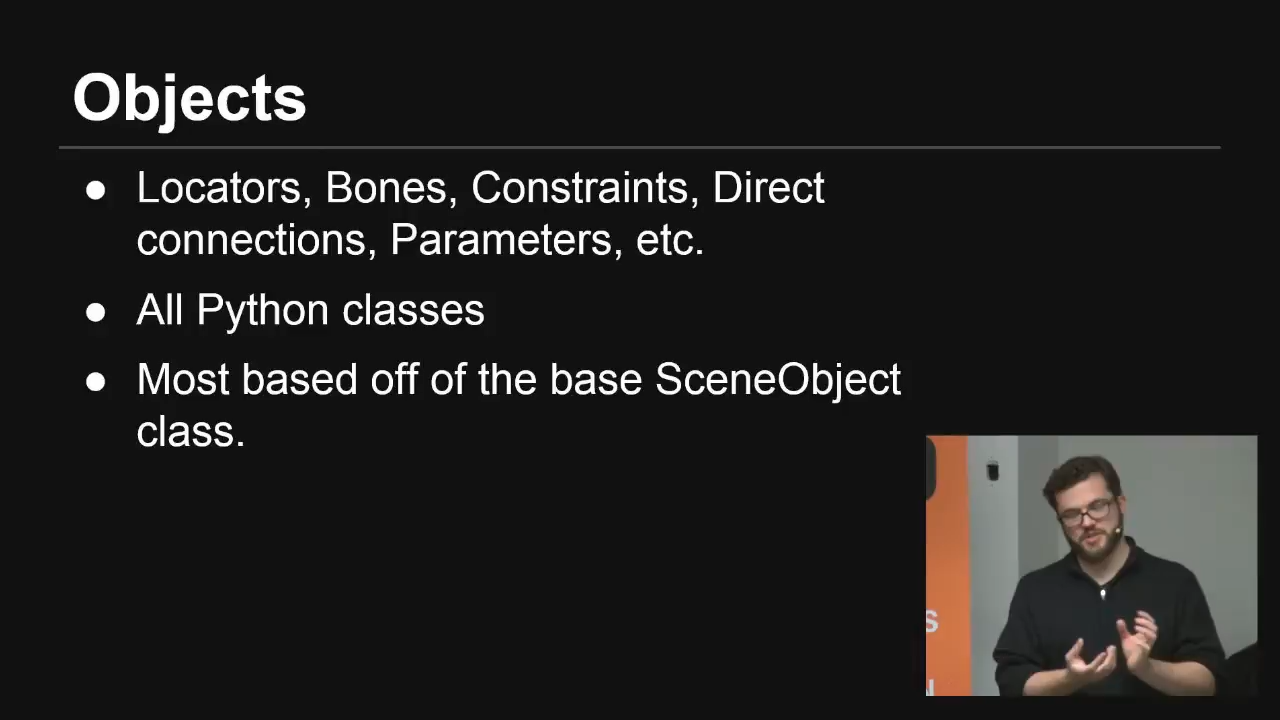 Objects
● Locators, Bones, Constraints, Direct
connections, Parameters, etc.
● All Python classes
● Most based off of the base SceneObject
class.
S